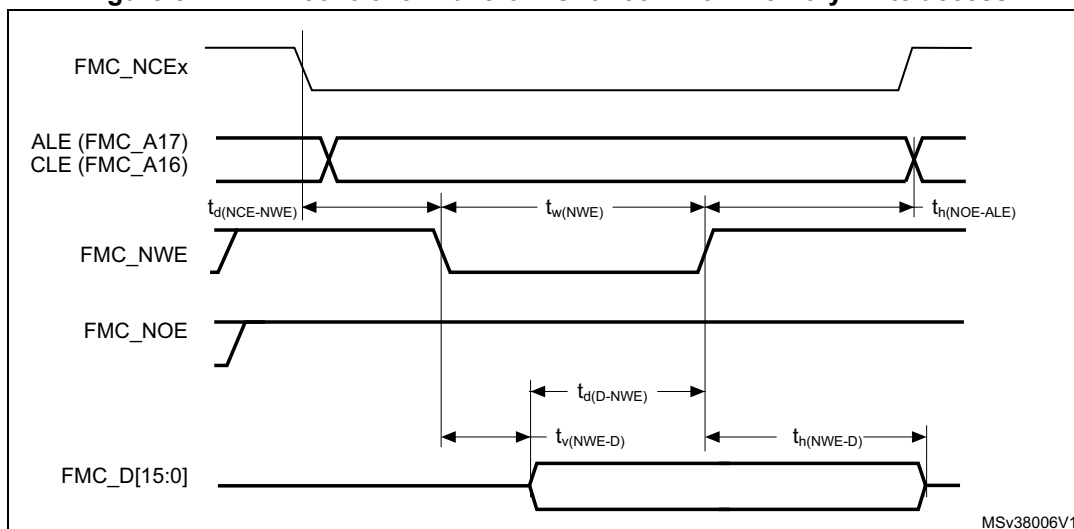 FMC_NCEx
ALE (FMC_A17)
CLE (FMC_A16)
td(NCE-NWE)
tw(NWE)
th(NOE-ALE)
FMC_NWE
FMC_NOE
td(D-NWE)
tv(NWE-D)
th(NWE-D)
FMC_D[15:0]
MSv38006V1